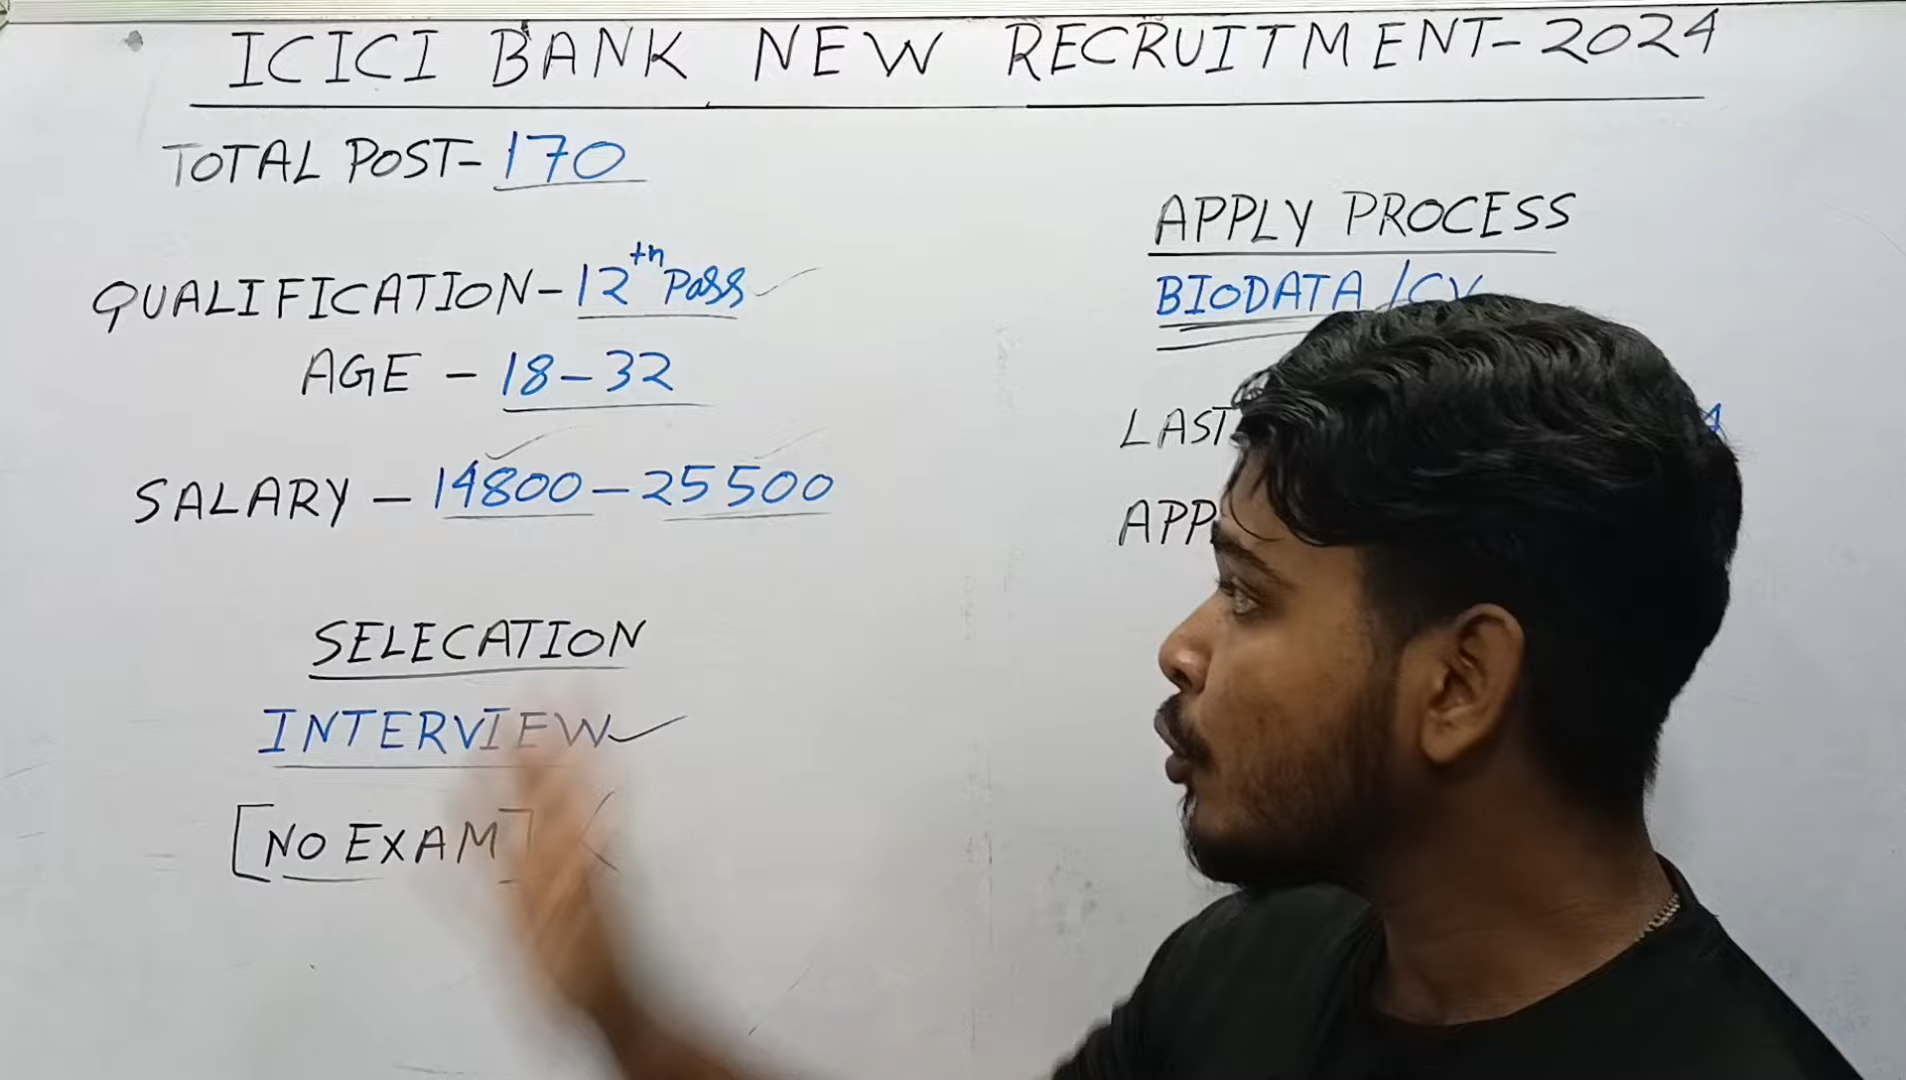 ICICI BANK NEW RECRUITMENT-2024
TOTAL POST- 170
QUALIFICATION- 12th Pass
AGE - 18-32
SALARY - 14800-25500
SELECATION
INTERVIEW
[NO EXAM]
APPLY PROCESS
BIODATA /CV
LAST